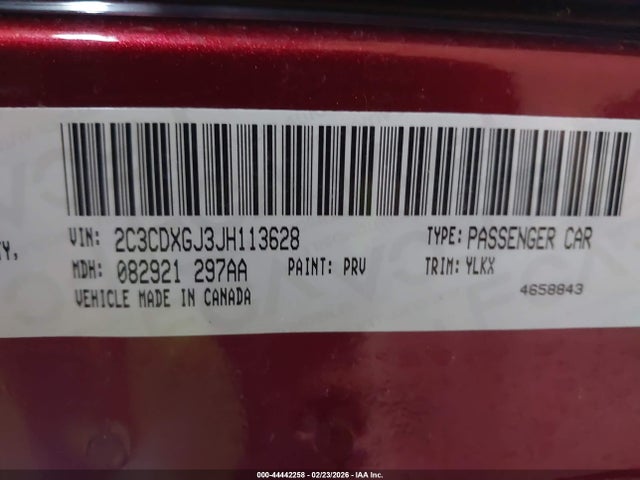 VIN: 2C3CDXGJ3JH113628 TYPE: PASSENGER CAR
TY,
MDH: 082921 297AA PAINT: PRV TRIM: YLKX
VEHICLE MADE IN CANADA 4658843
000-44442258 - 02/23/2026 - IAA Inc.